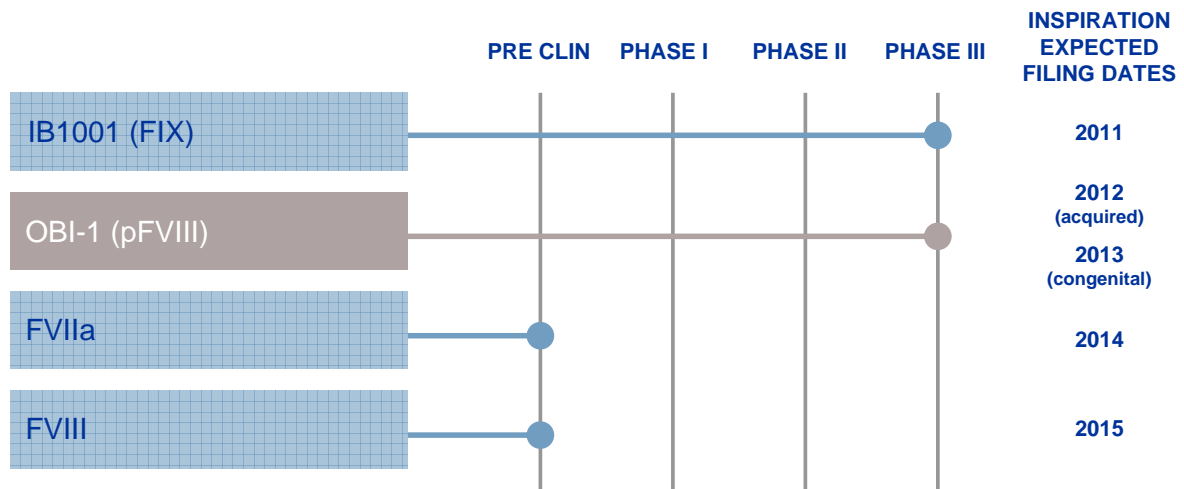 INSPIRATION
EXPECTED
FILING DATES
PRE CLIN PHASE I PHASE II PHASE III
IB1001 (FIX) 2011
OBI-1 (pFVIII) 2012
(acquired)
2013
(congenital)
FVIIa 2014
FVIII 2015